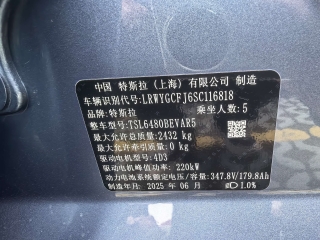 中国 特斯拉（上海）有限公司 制造
车辆识别代号:LRWYGCFJ6SC116818
品牌:特斯拉 乘坐人数:5
整车型号:TSL6480BEVAR5
最大允许总质量:2432 kg
最大允许牵引质量:0 kg
驱动电机型号:4D3
驱动电机峰值功率:220kW
动力电池系统额定电压/容量:347.8V/179.8Ah
制造年月:2025 年 06 月 1.0%